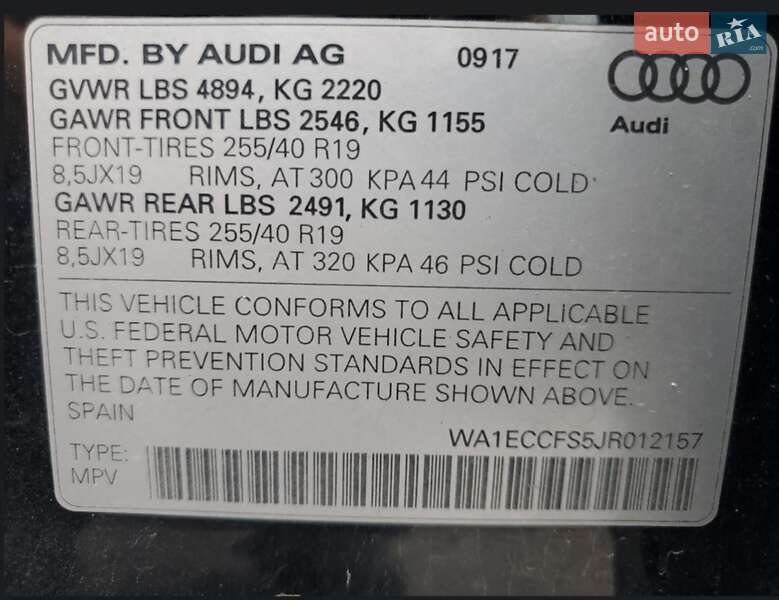 auto RIA.com
MFD. BY AUDI AG 0917
GVWR LBS 4894, KG 2220
GAWR FRONT LBS 2546, KG 1155
Audi
FRONT-TIRES 255/40 R19
8,5JX19 RIMS, AT 300 KPA 44 PSI COLD
GAWR REAR LBS 2491, KG 1130
REAR-TIRES 255/40 R19
8,5JX19 RIMS, AT 320 KPA 46 PSI COLD
THIS VEHICLE CONFORMS TO ALL APPLICABLE
U.S. FEDERAL MOTOR VEHICLE SAFETY AND
THEFT PREVENTION STANDARDS IN EFFECT ON
THE DATE OF MANUFACTURE SHOWN ABOVE.
SPAIN
WA1ECCFS5JR012157
TYPE:
MPV